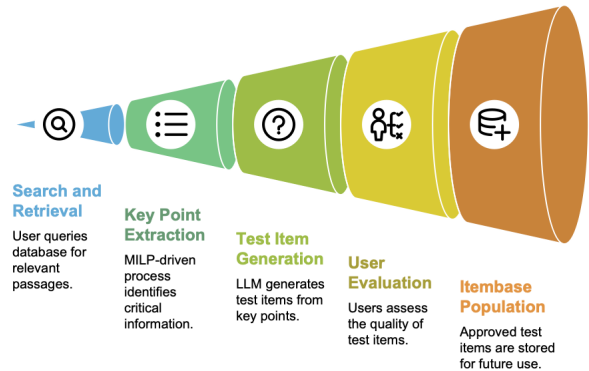 Search and
Retrieval
User queries
database for
relevant
passages.
Key Point
Extraction
MILP-driven
process
identifies
critical
information.
Test Item
Generation
LLM generates
test items from
key points.
User
Evaluation
Users assess
the quality of
test items.
Itembase
Population
Approved test
items are stored
for future use.